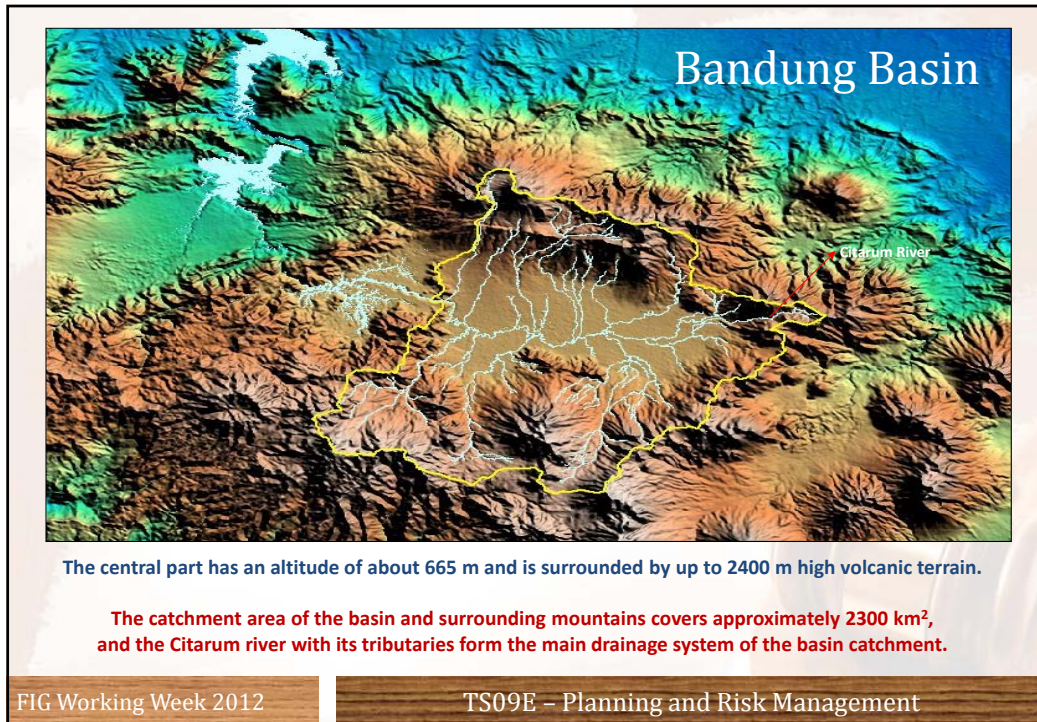 Bandung Basin
Citarum River
The central part has an altitude of about 665 m and is surrounded by up to 2400 m high volcanic terrain.
The catchment area of the basin and surrounding mountains covers approximately 2300 km²,
and the Citarum river with its tributaries form the main drainage system of the basin catchment.
FIG Working Week 2012
TS09E – Planning and Risk Management